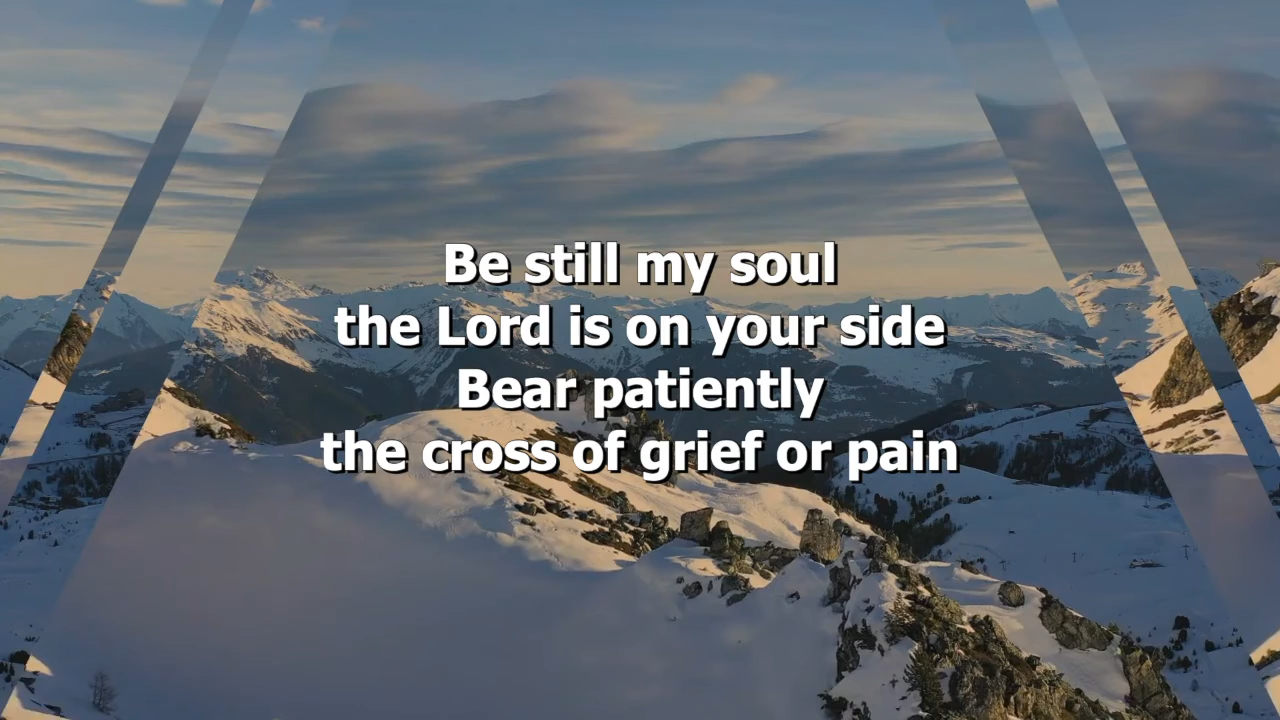 Be still my soul
the Lord is on your side
Bear patiently
the cross of grief or pain